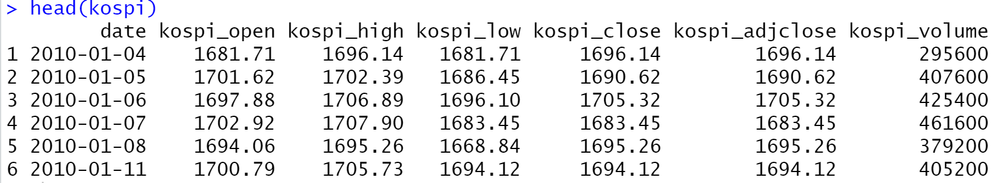 > head(kospi)
date kospi_open kospi_high kospi_low kospi_close kospi_adjclose kospi_volume
1 2010-01-04 1681.71 1696.14 1681.71 1696.14 1696.14 295600
2 2010-01-05 1701.62 1702.39 1686.45 1690.62 1690.62 407600
3 2010-01-06 1697.88 1706.89 1696.10 1705.32 1705.32 425400
4 2010-01-07 1702.92 1707.90 1683.45 1683.45 1683.45 461600
5 2010-01-08 1694.06 1695.26 1668.84 1695.26 1695.26 379200
6 2010-01-11 1700.79 1705.73 1694.12 1694.12 1694.12 405200